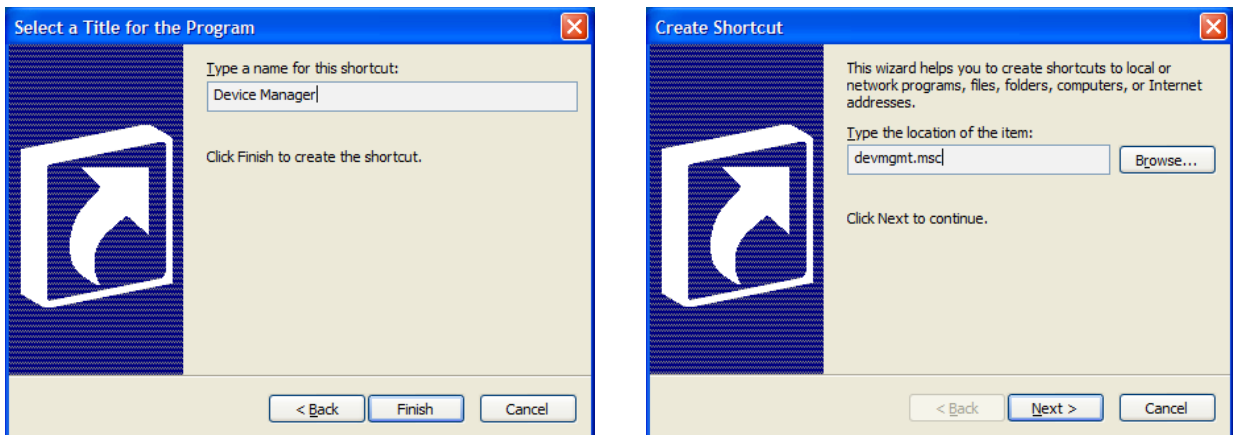 Select a Title for the Program
Type a name for this shortcut:
Device Manager
Click Finish to create the shortcut.
< Back
Finish
Cancel
Create Shortcut
This wizard helps you to create shortcuts to local or
network programs, files, folders, computers, or Internet
addresses.
Type the location of the item:
devmgmt.msc
Browse...
Click Next to continue.
< Back
Next >
Cancel